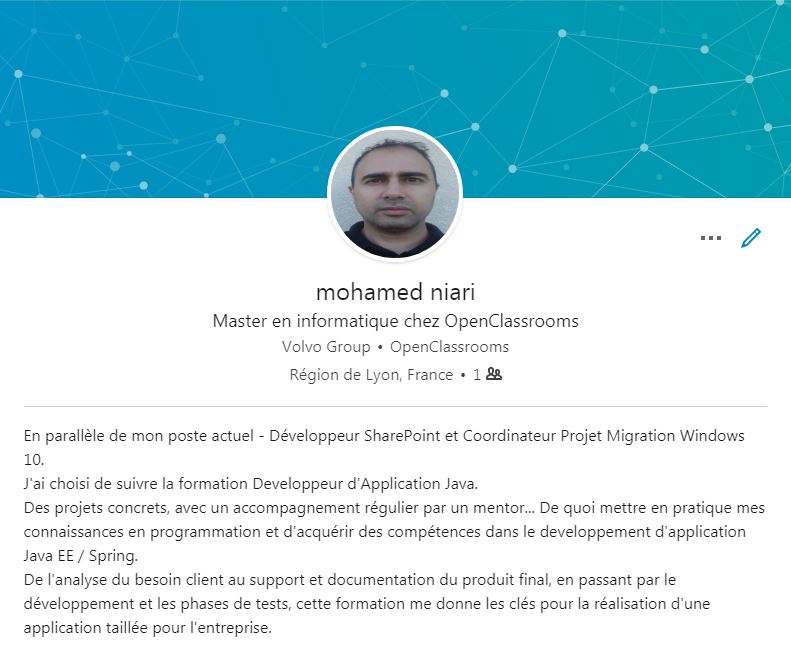 mohamed niari
Master en informatique chez OpenClassrooms
Volvo Group • OpenClassrooms
Région de Lyon, France • 1
En parallèle de mon poste actuel - Développeur SharePoint et Coordinateur Projet Migration Windows
10.
J'ai choisi de suivre la formation Developpeur d'Application Java.
Des projets concrets, avec un accompagnement régulier par un mentor... De quoi mettre en pratique mes
connaissances en programmation et d'acquérir des compétences dans le developpement d'application
Java EE / Spring.
De l'analyse du besoin client au support et documentation du produit final, en passant par le
développement et les phases de tests, cette formation me donne les clés pour la réalisation d'une
application taillée pour l'entreprise.